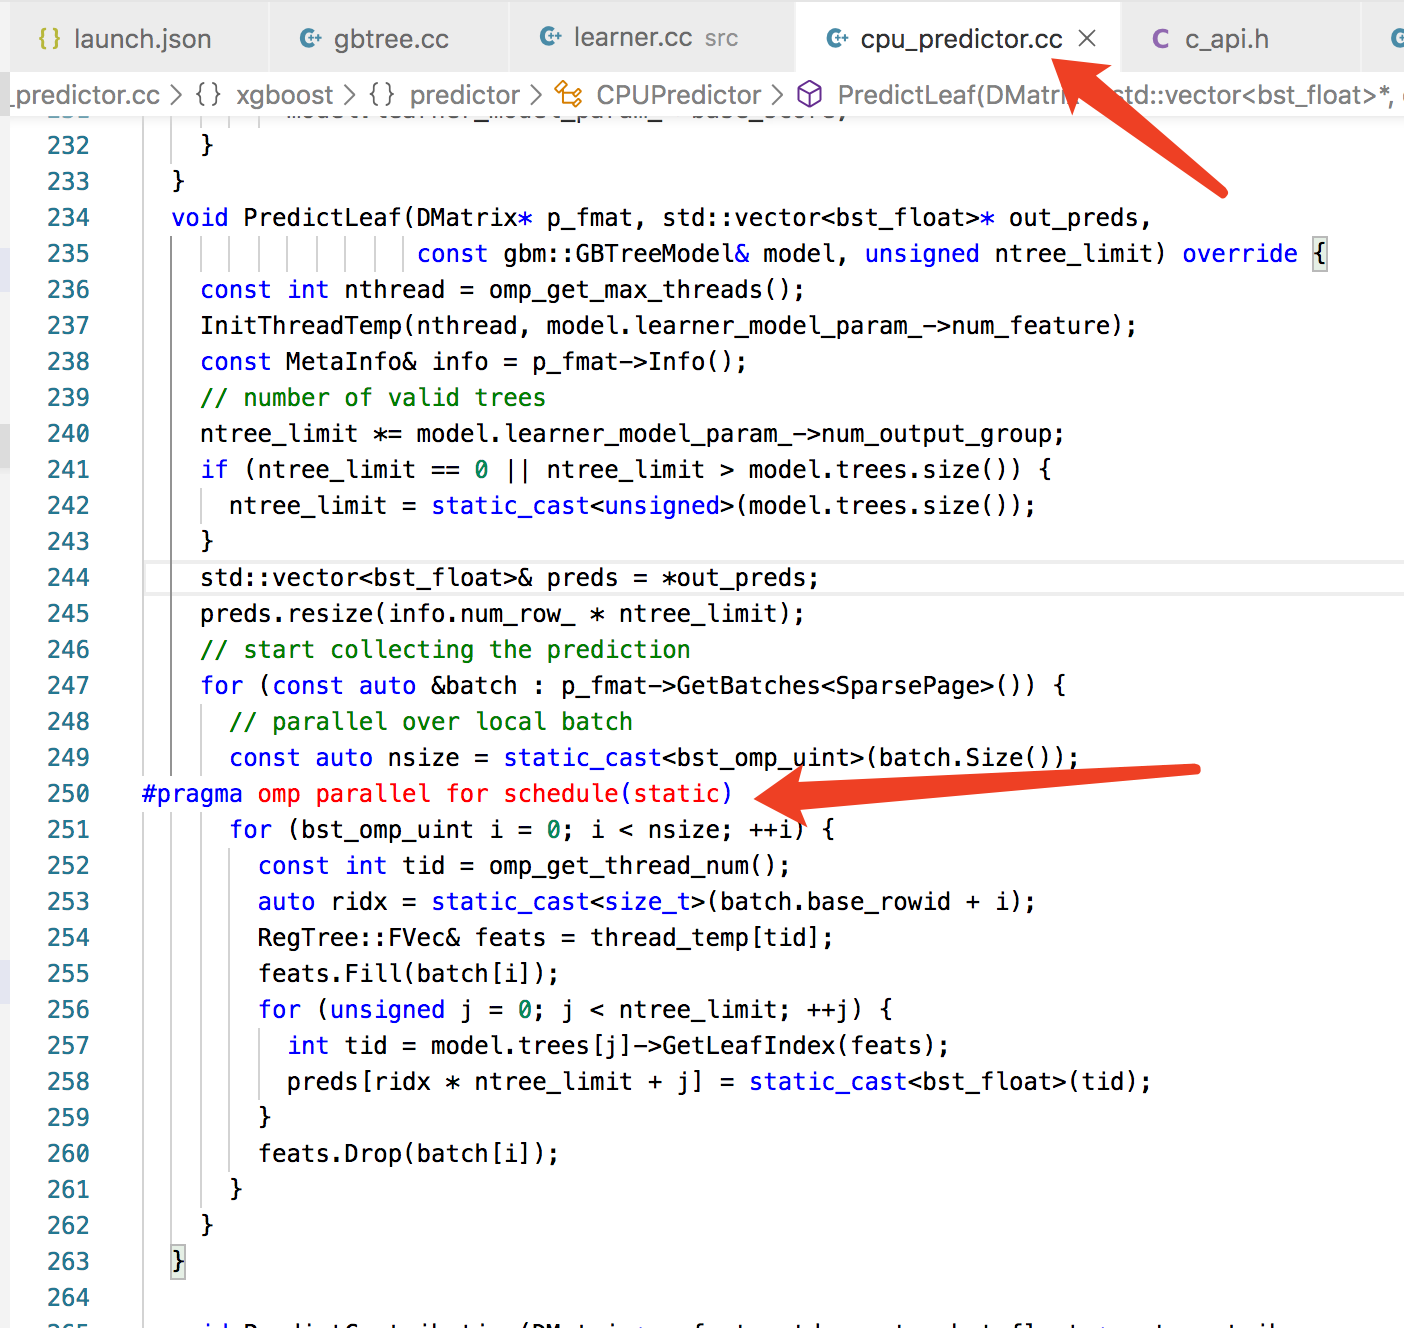 {} launch.json C+ gbtree.cc C+ learner.cc src C+ cpu_predictor.cc × C c_api.h
_predictor.cc > {} xgboost > {} predictor > CPUPredictor > PredictLeaf(DMatri std::vector<bst_float>*,
232 }
233 }
234 void PredictLeaf(DMatrix* p_fmat, std::vector<bst_float>* out_preds,
235 const gbm::GBTreeModel& model, unsigned ntree_limit) override {
236 const int nthread = omp_get_max_threads();
237 InitThreadTemp(nthread, model.learner_model_param_->num_feature);
238 const MetaInfo& info = p_fmat->Info();
239 // number of valid trees
240 ntree_limit *= model.learner_model_param_->num_output_group;
241 if (ntree_limit == 0 || ntree_limit > model.trees.size()) {
242 ntree_limit = static_cast<unsigned>(model.trees.size());
243 }
244 std::vector<bst_float>& preds = *out_preds;
245 preds.resize(info.num_row_ * ntree_limit);
246 // start collecting the prediction
247 for (const auto &batch : p_fmat->GetBatches<SparsePage>()) {
248 // parallel over local batch
249 const auto nsize = static_cast<bst_omp_uint>(batch.Size());
250 #pragma omp parallel for schedule(static)
251 for (bst_omp_uint i = 0; i < nsize; ++i) {
252 const int tid = omp_get_thread_num();
253 auto ridx = static_cast<size_t>(batch.base_rowid + i);
254 RegTree::FVec& feats = thread_temp[tid];
255 feats.Fill(batch[i]);
256 for (unsigned j = 0; j < ntree_limit; ++j) {
257 int tid = model.trees[j]->GetLeafIndex(feats);
258 preds[ridx * ntree_limit + j] = static_cast<bst_float>(tid);
259 }
260 feats.Drop(batch[i]);
261 }
262 }
263 }
264